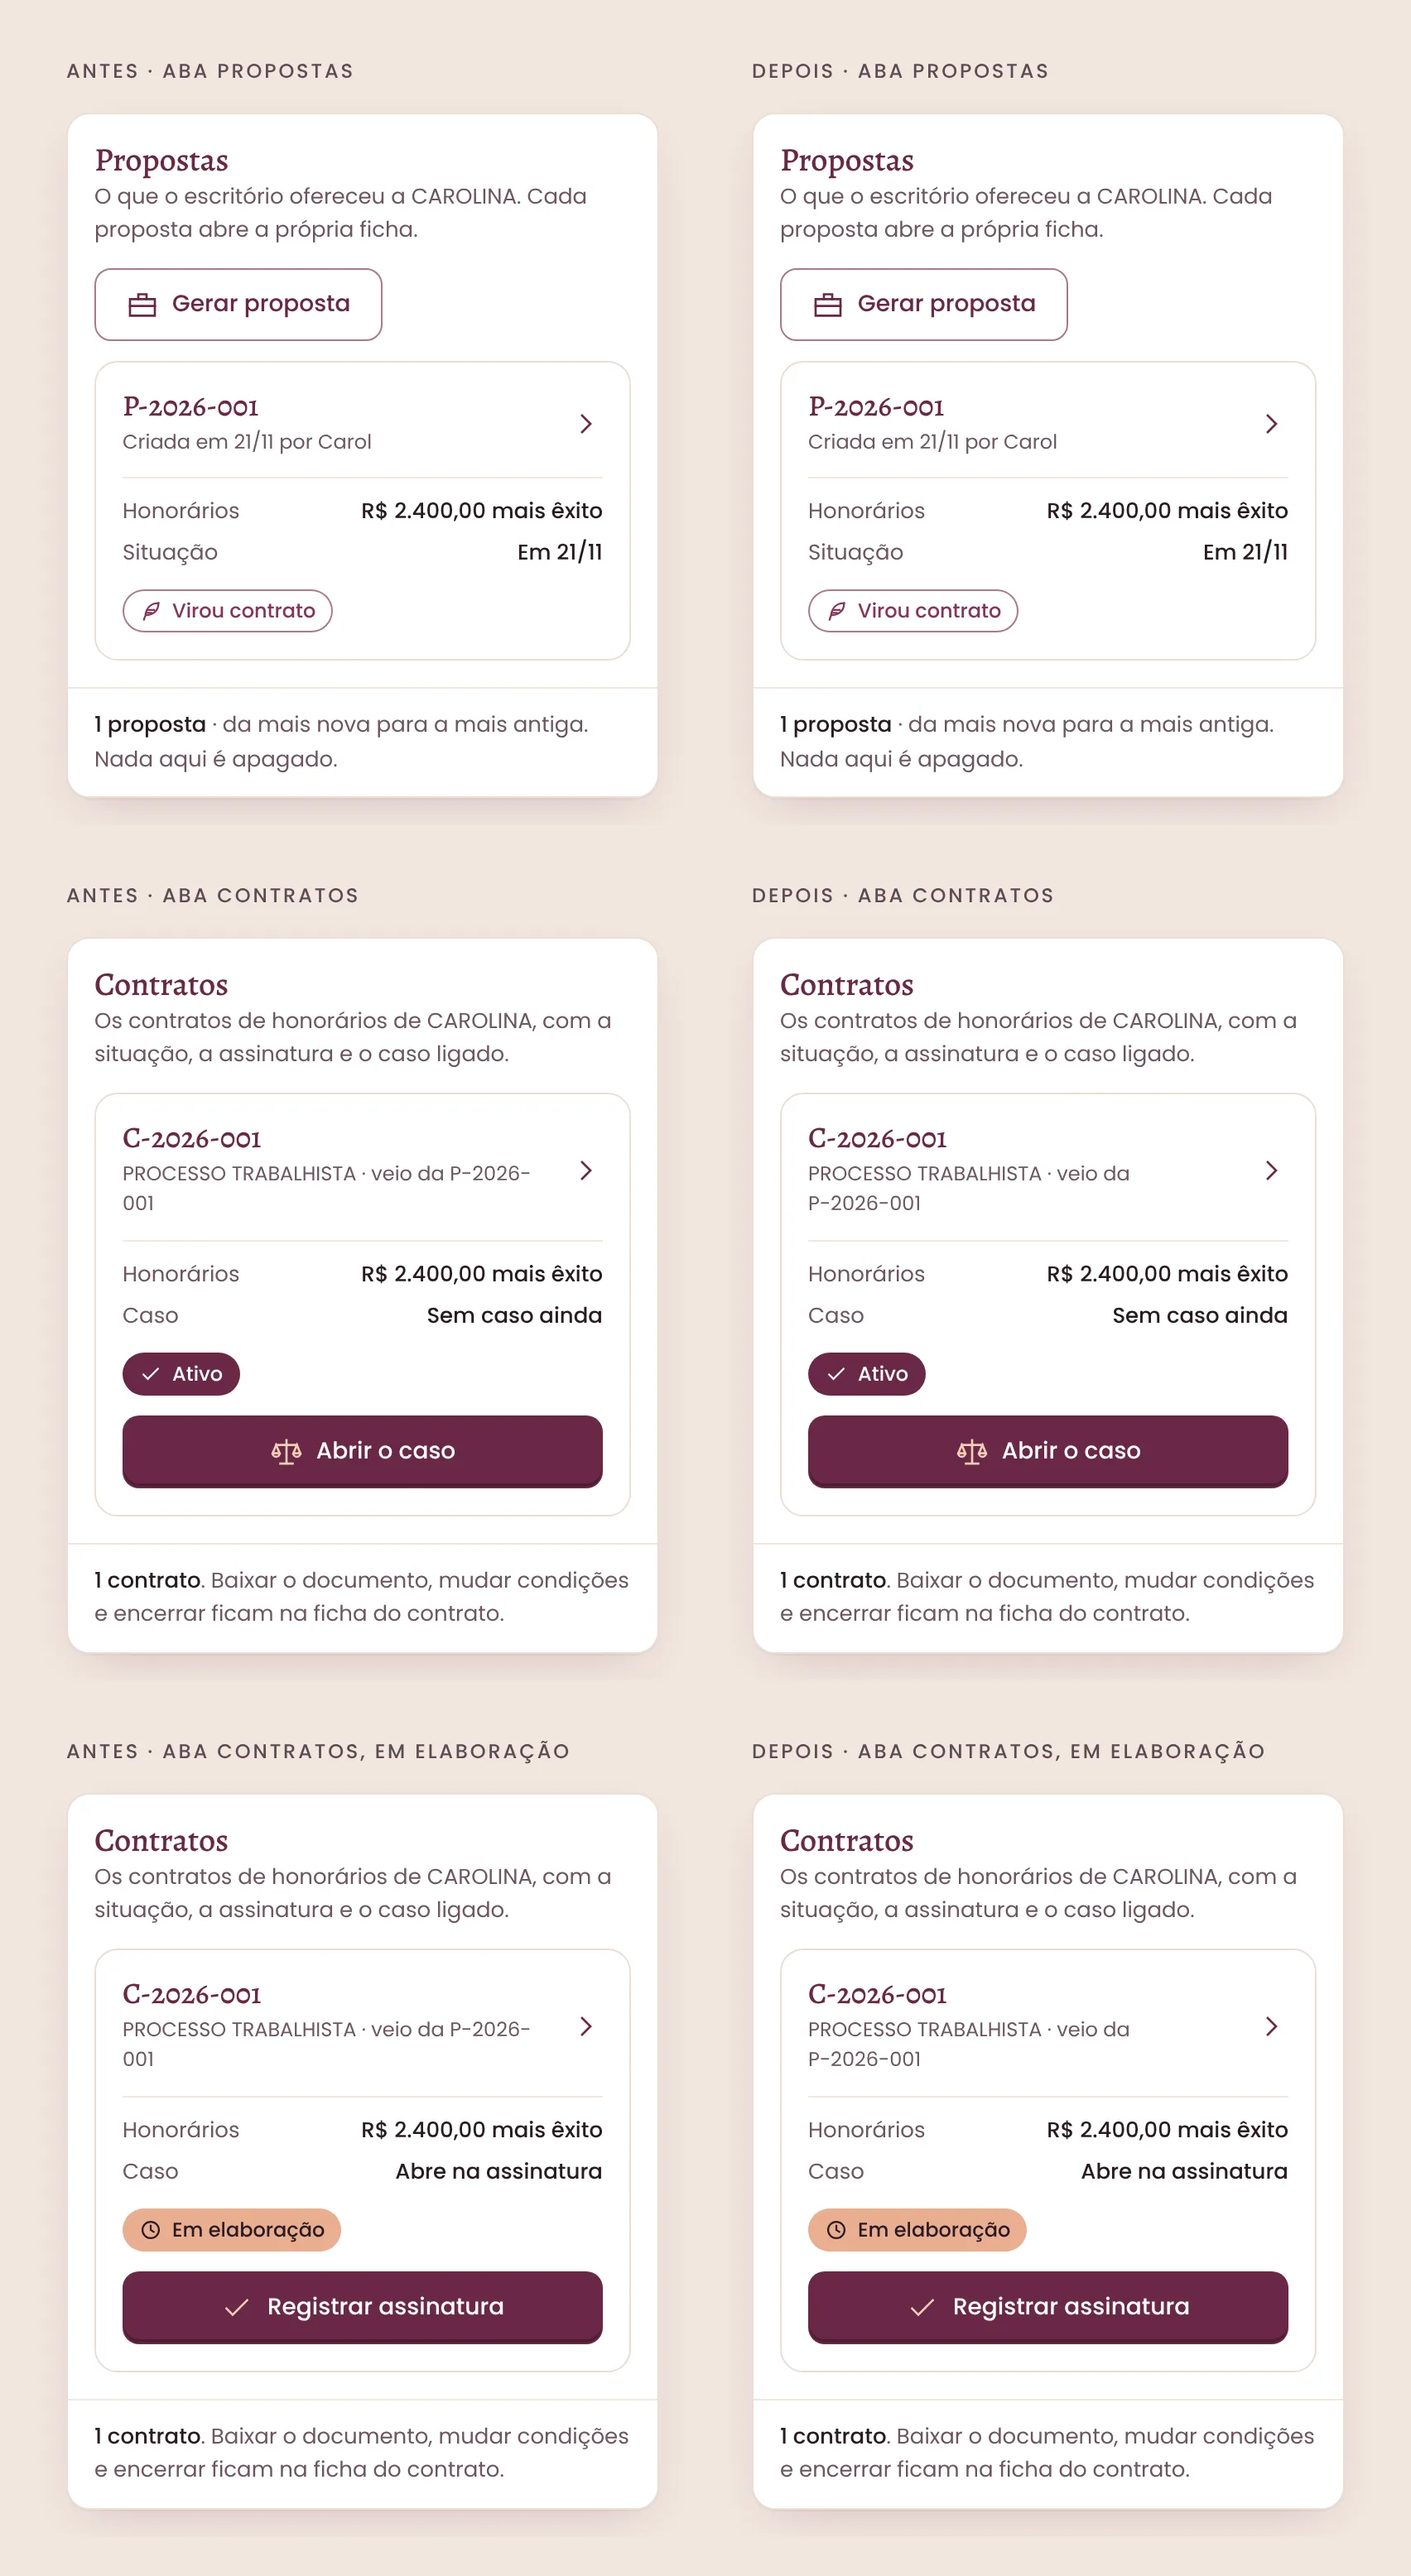 ANTES · ABA PROPOSTAS
Propostas
O que o escritório ofereceu a CAROLINA. Cada
proposta abre a própria ficha.
Gerar proposta
P-2026-001
Criada em 21/11 por Carol
Honorários R$ 2.400,00 mais êxito
Situação Em 21/11
Virou contrato
1 proposta · da mais nova para a mais antiga.
Nada aqui é apagado.
DEPOIS · ABA PROPOSTAS
Propostas
O que o escritório ofereceu a CAROLINA. Cada
proposta abre a própria ficha.
Gerar proposta
P-2026-001
Criada em 21/11 por Carol
Honorários R$ 2.400,00 mais êxito
Situação Em 21/11
Virou contrato
1 proposta · da mais nova para a mais antiga.
Nada aqui é apagado.
ANTES · ABA CONTRATOS
Contratos
Os contratos de honorários de CAROLINA, com a
situação, a assinatura e o caso ligado.
C-2026-001
PROCESSO TRABALHISTA · veio da P-2026-
001
Honorários R$ 2.400,00 mais êxito
Caso Sem caso ainda
Ativo
Abrir o caso
1 contrato. Baixar o documento, mudar condições
e encerrar ficam na ficha do contrato.
DEPOIS · ABA CONTRATOS
Contratos
Os contratos de honorários de CAROLINA, com a
situação, a assinatura e o caso ligado.
C-2026-001
PROCESSO TRABALHISTA · veio da
P-2026-001
Honorários R$ 2.400,00 mais êxito
Caso Sem caso ainda
Ativo
Abrir o caso
1 contrato. Baixar o documento, mudar condições
e encerrar ficam na ficha do contrato.
ANTES · ABA CONTRATOS, EM ELABORAÇÃO
Contratos
Os contratos de honorários de CAROLINA, com a
situação, a assinatura e o caso ligado.
C-2026-001
PROCESSO TRABALHISTA · veio da P-2026-
001
Honorários R$ 2.400,00 mais êxito
Caso Abre na assinatura
Em elaboração
Registrar assinatura
1 contrato. Baixar o documento, mudar condições
e encerrar ficam na ficha do contrato.
DEPOIS · ABA CONTRATOS, EM ELABORAÇÃO
Contratos
Os contratos de honorários de CAROLINA, com a
situação, a assinatura e o caso ligado.
C-2026-001
PROCESSO TRABALHISTA · veio da
P-2026-001
Honorários R$ 2.400,00 mais êxito
Caso Abre na assinatura
Em elaboração
Registrar assinatura
1 contrato. Baixar o documento, mudar condições
e encerrar ficam na ficha do contrato.